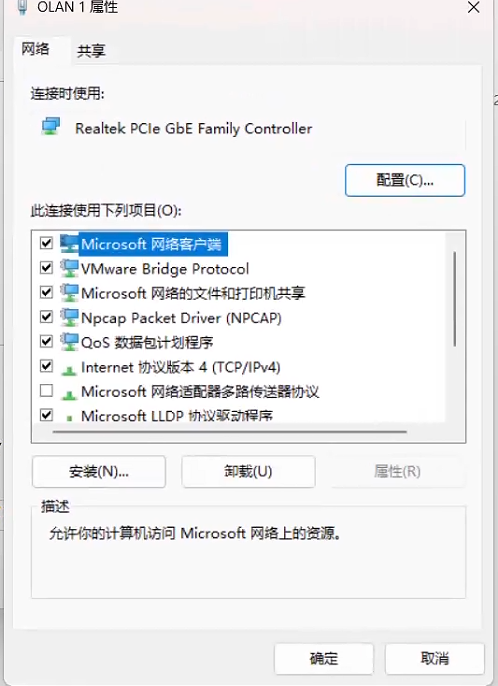 OLAN 1 属性
网络
共享
连接时使用:
Realtek PCIe GbE Family Controller
配置(C)...
此连接使用下列项目(O):
Microsoft 网络客户端
VMware Bridge Protocol
Microsoft 网络的文件和打印机共享
Npcap Packet Driver (NPCAP)
QoS 数据包计划程序
Internet 协议版本 4 (TCP/IPv4)
Microsoft 网络适配器多路传送器协议
Microsoft LLDP 协议驱动程序
安装(N)...
卸载(U)
属性(R)
描述
允许你的计算机访问 Microsoft 网络上的资源。
确定
取消